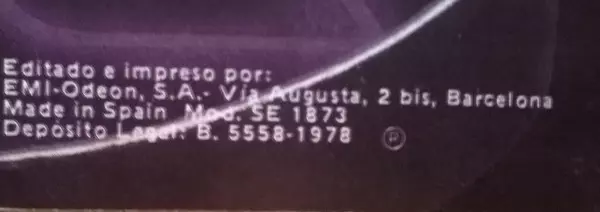 Editado e impreso por:
EMI-Odeon, S.A.- Vía Augusta, 2 bis, Barcelona
Made in Spain Mod. SE 1873
Deposito Legal: B. 5558-1978 ®